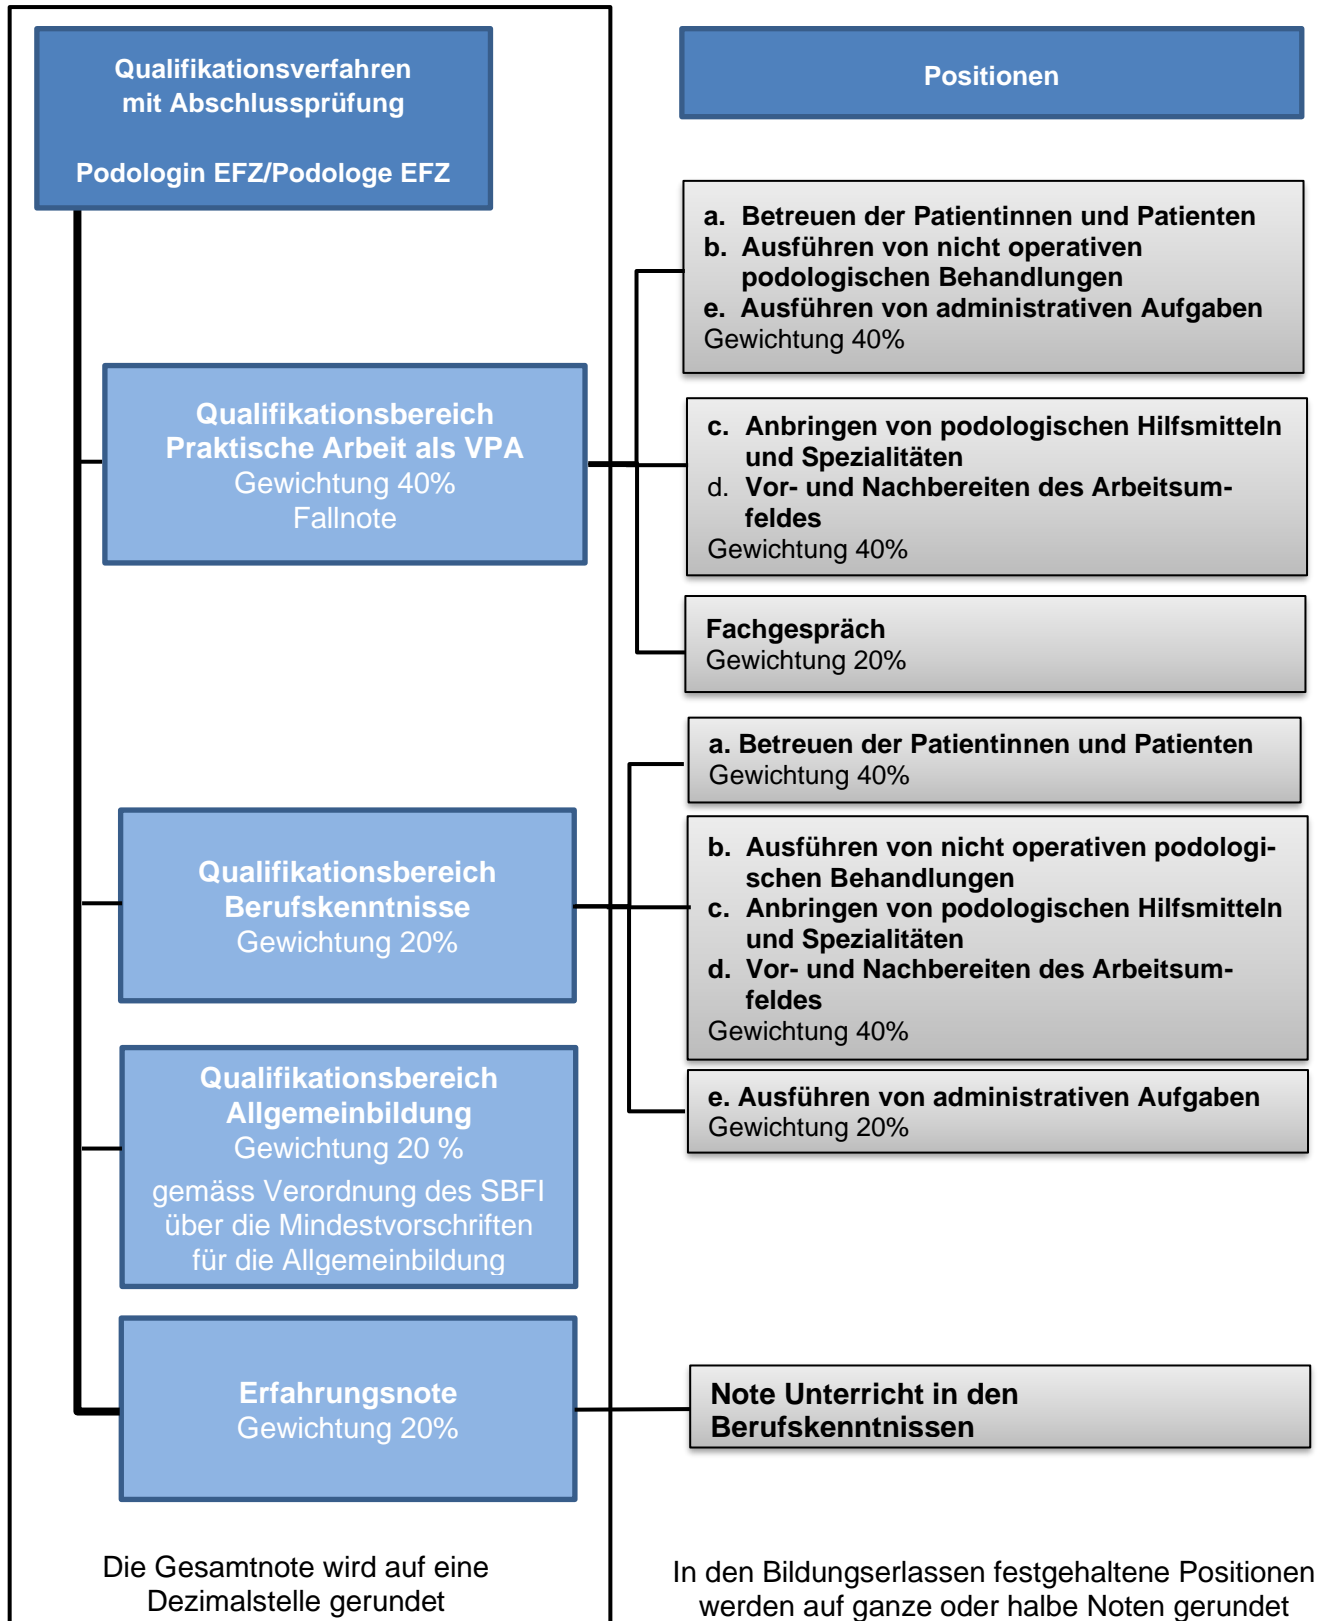 Qualifikationsverfahren
mit Abschlussprüfung
Podologin EFZ/Podologe EFZ
Positionen
a. Betreuen der Patientinnen und Patienten
b. Ausführen von nicht operativen
podologischen Behandlungen
e. Ausführen von administrativen Aufgaben
Gewichtung 40%
Qualifikationsbereich
Praktische Arbeit als VPA
Gewichtung 40%
Fallnote
c. Anbringen von podologischen Hilfsmitteln
und Spezialitäten
d. Vor- und Nachbereiten des Arbeitsum-
feldes
Gewichtung 40%
Fachgespräch
Gewichtung 20%
a. Betreuen der Patientinnen und Patienten
Gewichtung 40%
Qualifikationsbereich
Berufskenntnisse
Gewichtung 20%
b. Ausführen von nicht operativen podologi-
schen Behandlungen
c. Anbringen von podologischen Hilfsmitteln
und Spezialitäten
d. Vor- und Nachbereiten des Arbeitsum-
feldes
Gewichtung 40%
e. Ausführen von administrativen Aufgaben
Gewichtung 20%
Qualifikationsbereich
Allgemeinbildung
Gewichtung 20 %
gemäss Verordnung des SBFI
über die Mindestvorschriften
für die Allgemeinbildung
Erfahrungsnote
Gewichtung 20%
Note Unterricht in den
Berufskenntnissen
Die Gesamtnote wird auf eine
Dezimalstelle gerundet
In den Bildungserlassen festgehaltene Positionen
werden auf ganze oder halbe Noten gerundet